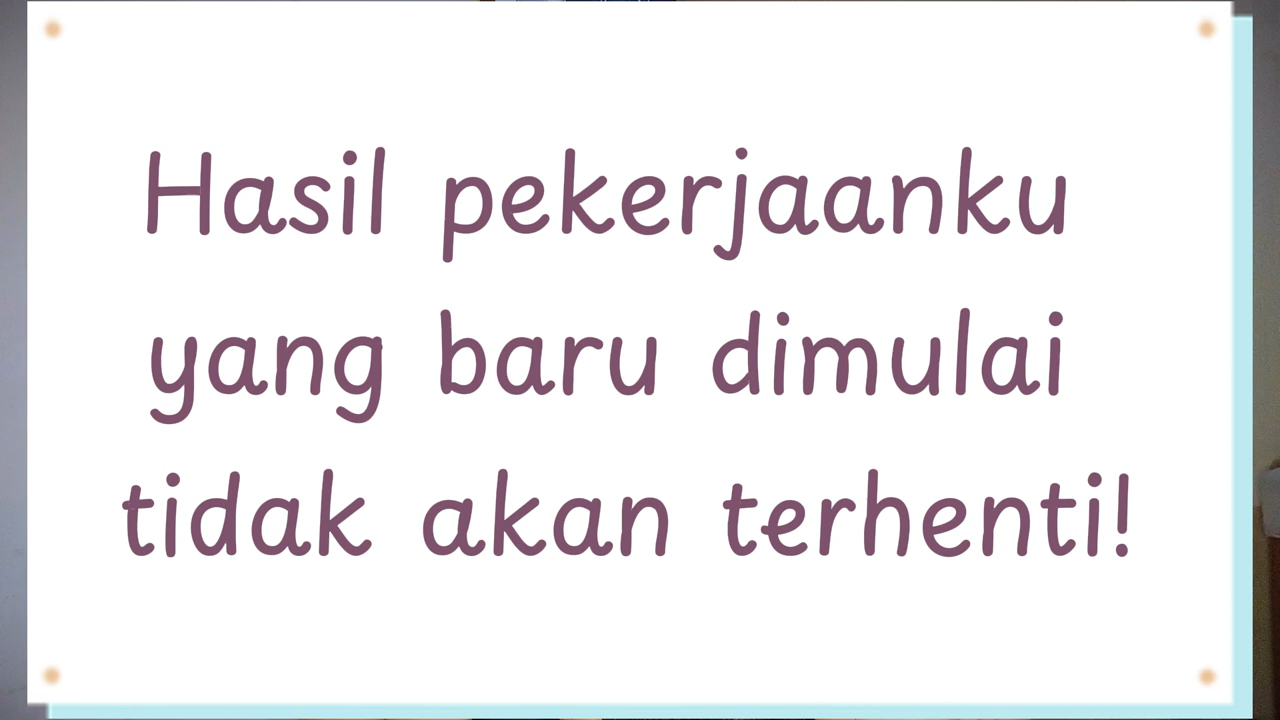 Hasil pekerjaanku
yang baru dimulai
tidak akan terhenti!